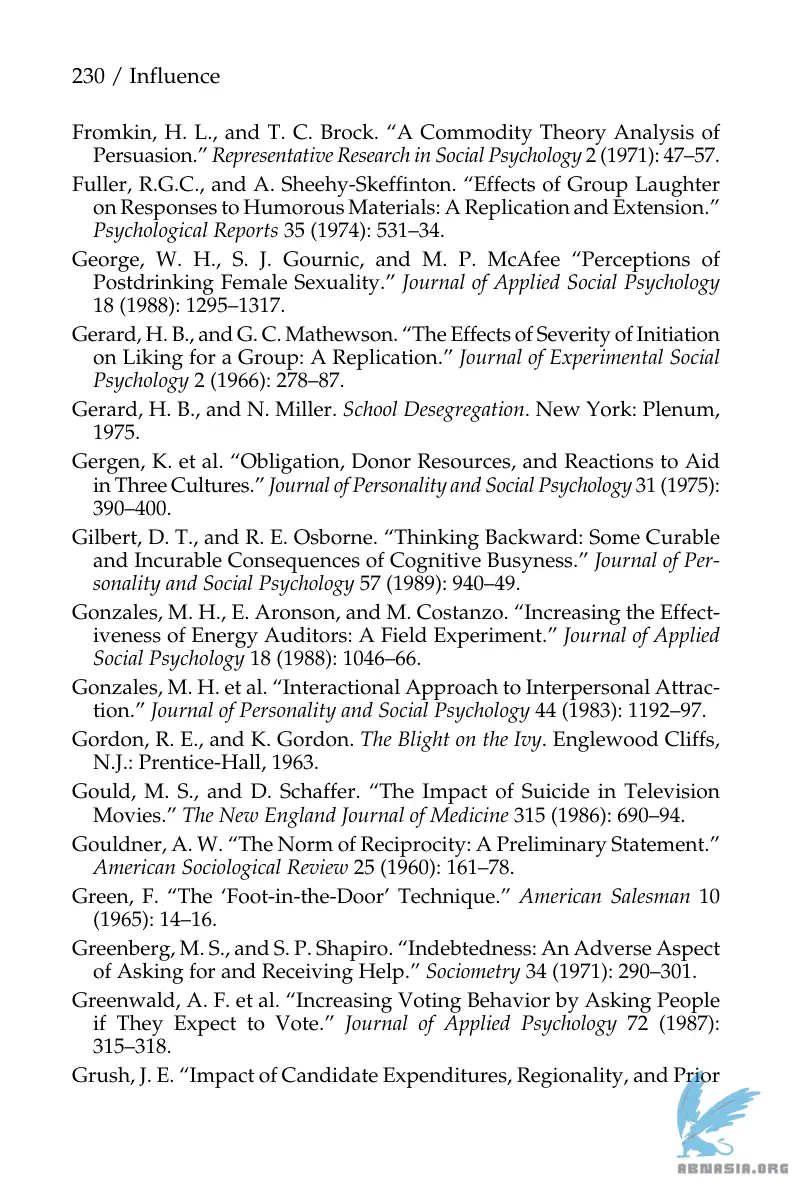 230 / Influence
Fromkin, H. L., and T. C. Brock. “A Commodity Theory Analysis of
Persuasion.” Representative Research in Social Psychology 2 (1971): 47–57.
Fuller, R.G.C., and A. Sheehy-Skeffinton. “Effects of Group Laughter
on Responses to Humorous Materials: A Replication and Extension.”
Psychological Reports 35 (1974): 531–34.
George, W. H., S. J. Gournic, and M. P. McAfee “Perceptions of
Postdrinking Female Sexuality.” Journal of Applied Social Psychology
18 (1988): 1295–1317.
Gerard, H. B., and G. C. Mathewson. “The Effects of Severity of Initiation
on Liking for a Group: A Replication.” Journal of Experimental Social
Psychology 2 (1966): 278–87.
Gerard, H. B., and N. Miller. School Desegregation. New York: Plenum,
1975.
Gergen, K. et al. “Obligation, Donor Resources, and Reactions to Aid
in Three Cultures.” Journal of Personality and Social Psychology 31 (1975):
390–400.
Gilbert, D. T., and R. E. Osborne. “Thinking Backward: Some Curable
and Incurable Consequences of Cognitive Busyness.” Journal of Per-
sonality and Social Psychology 57 (1989): 940–49.
Gonzales, M. H., E. Aronson, and M. Costanzo. “Increasing the Effect-
iveness of Energy Auditors: A Field Experiment.” Journal of Applied
Social Psychology 18 (1988): 1046–66.
Gonzales, M. H. et al. “Interactional Approach to Interpersonal Attrac-
tion.” Journal of Personality and Social Psychology 44 (1983): 1192–97.
Gordon, R. E., and K. Gordon. The Blight on the Ivy. Englewood Cliffs,
N.J.: Prentice-Hall, 1963.
Gould, M. S., and D. Schaffer. “The Impact of Suicide in Television
Movies.” The New England Journal of Medicine 315 (1986): 690–94.
Gouldner, A. W. “The Norm of Reciprocity: A Preliminary Statement.”
American Sociological Review 25 (1960): 161–78.
Green, F. “The ‘Foot-in-the-Door’ Technique.” American Salesman 10
(1965): 14–16.
Greenberg, M. S., and S. P. Shapiro. “Indebtedness: An Adverse Aspect
of Asking for and Receiving Help.” Sociometry 34 (1971): 290–301.
Greenwald, A. F. et al. “Increasing Voting Behavior by Asking People
if They Expect to Vote.” Journal of Applied Psychology 72 (1987):
315–318.
Grush, J. E. “Impact of Candidate Expenditures, Regionality, and Prior
ABNASIA.ORG